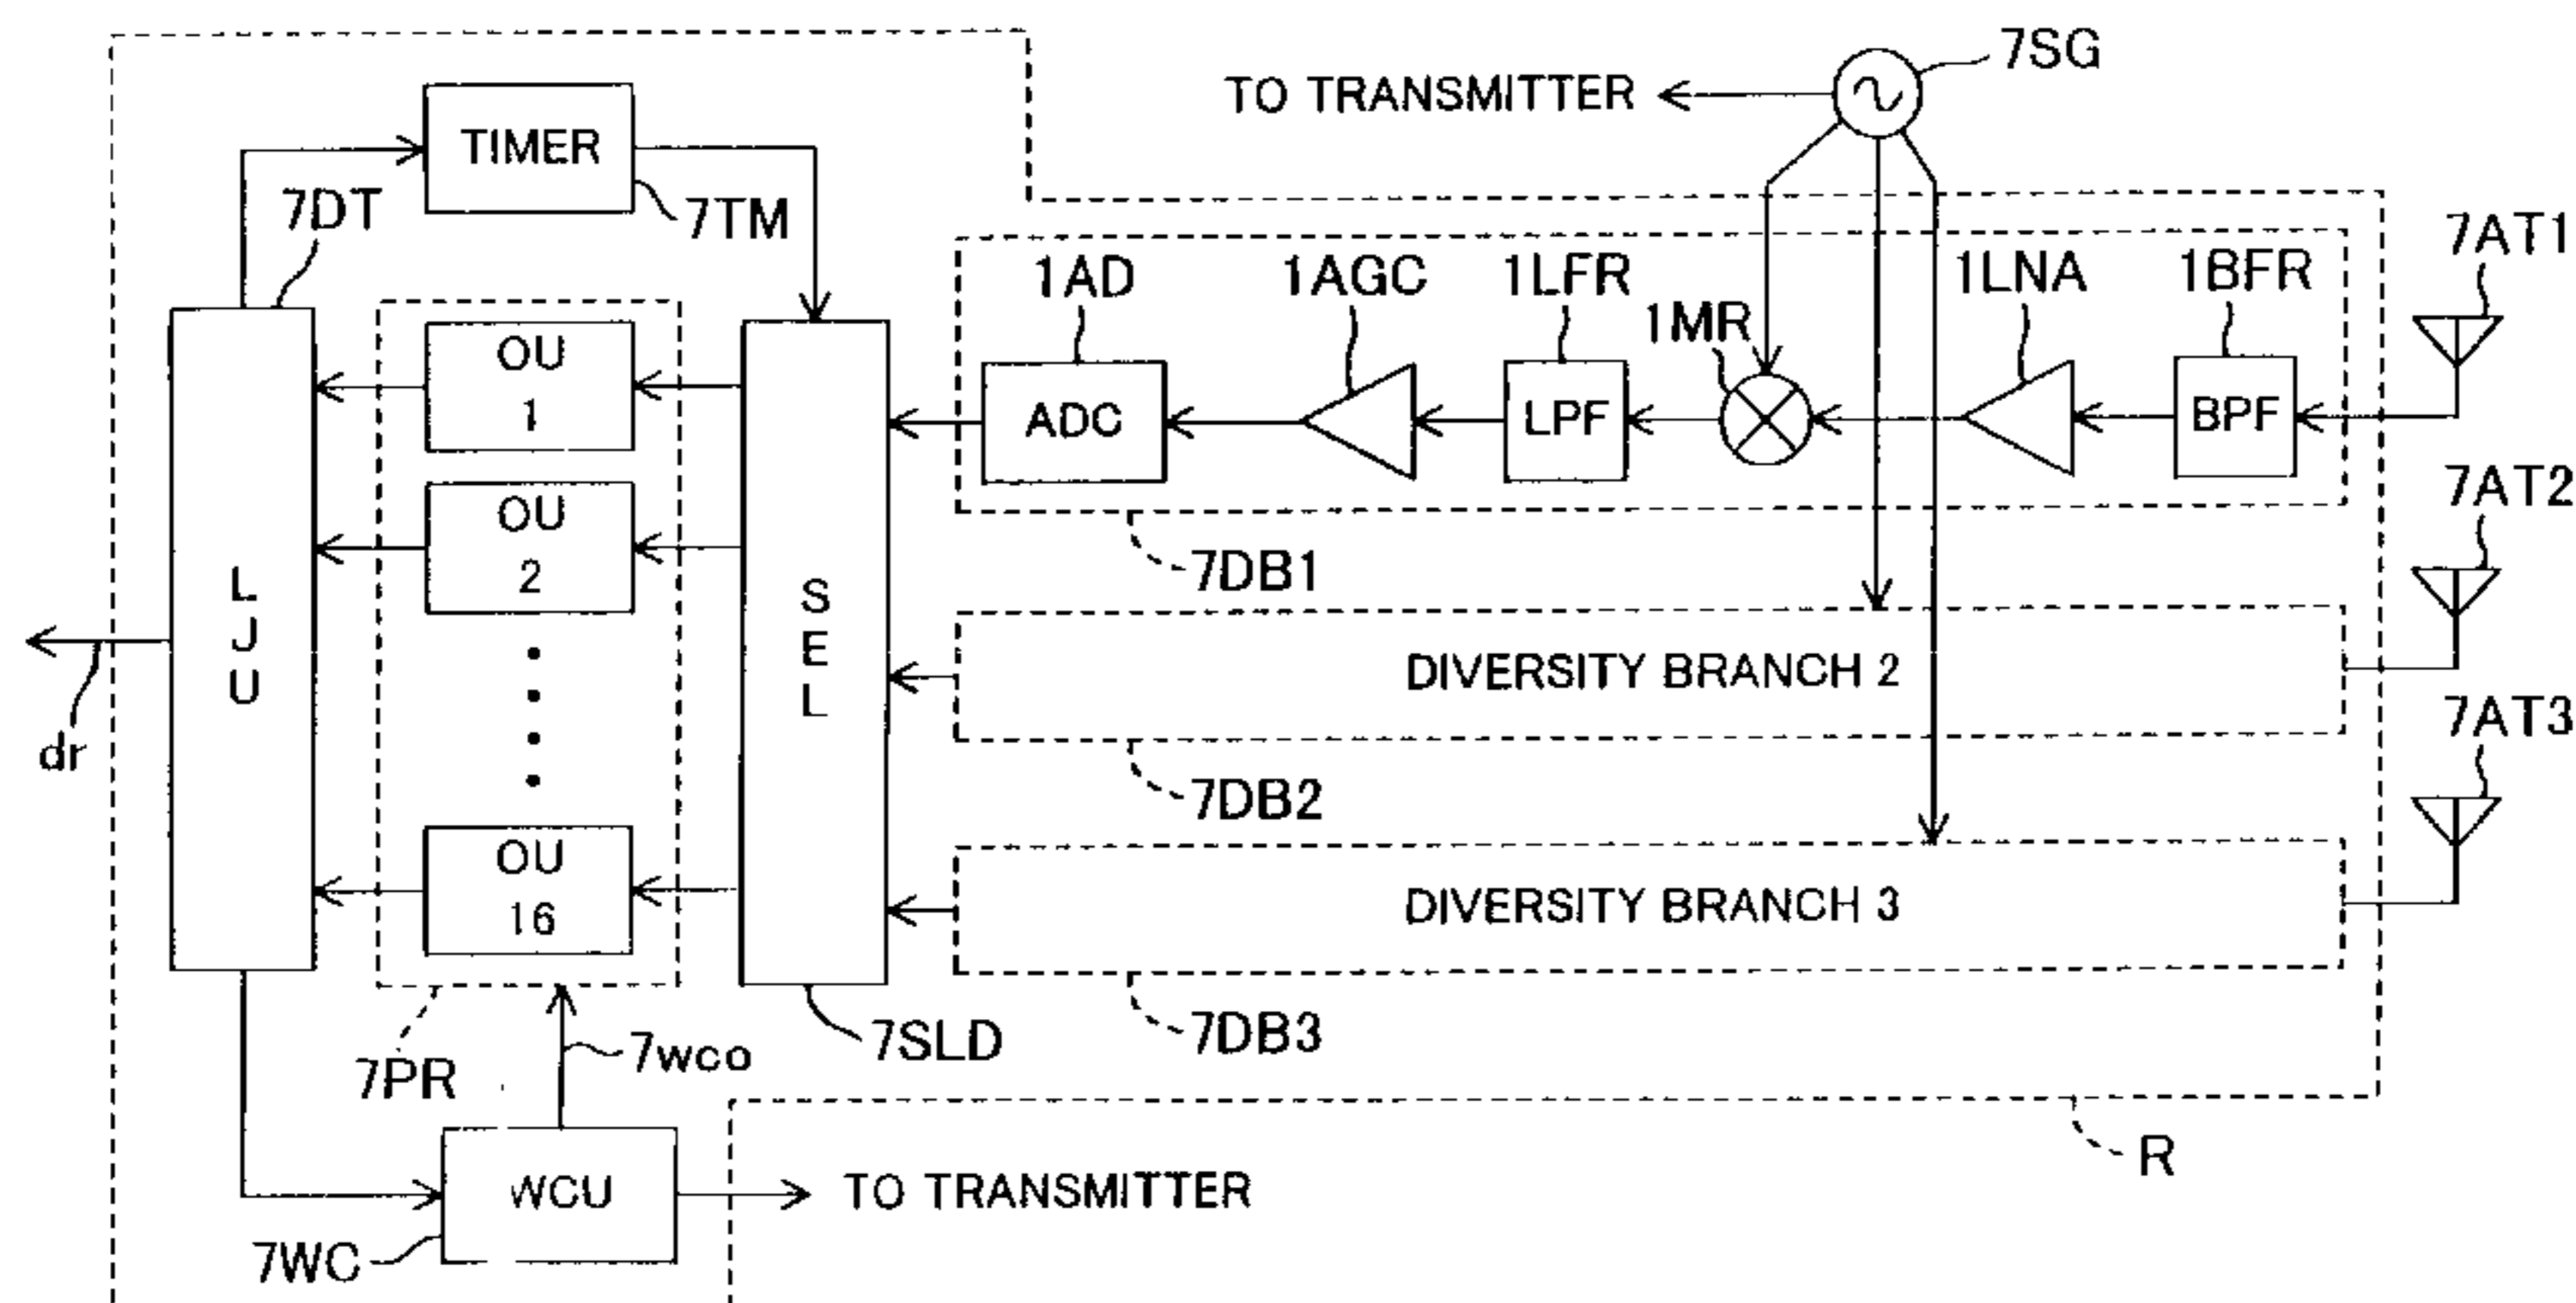 7SG
TO TRANSMITTER
TIMER
7DT
7TM
7AT1
1AD
1AGC
1LFR
1MR
1LNA
1BFR
OU
1
ADC
LPF
BPF
OU
2
7AT2
7DB1
L
J
U
S
E
L
DIVERSITY BRANCH 2
7AT3
dr
7DB2
OU
16
DIVERSITY BRANCH 3
7PR
7wco
7SLD
7DB3
R
WCU
TO TRANSMITTER
7WC